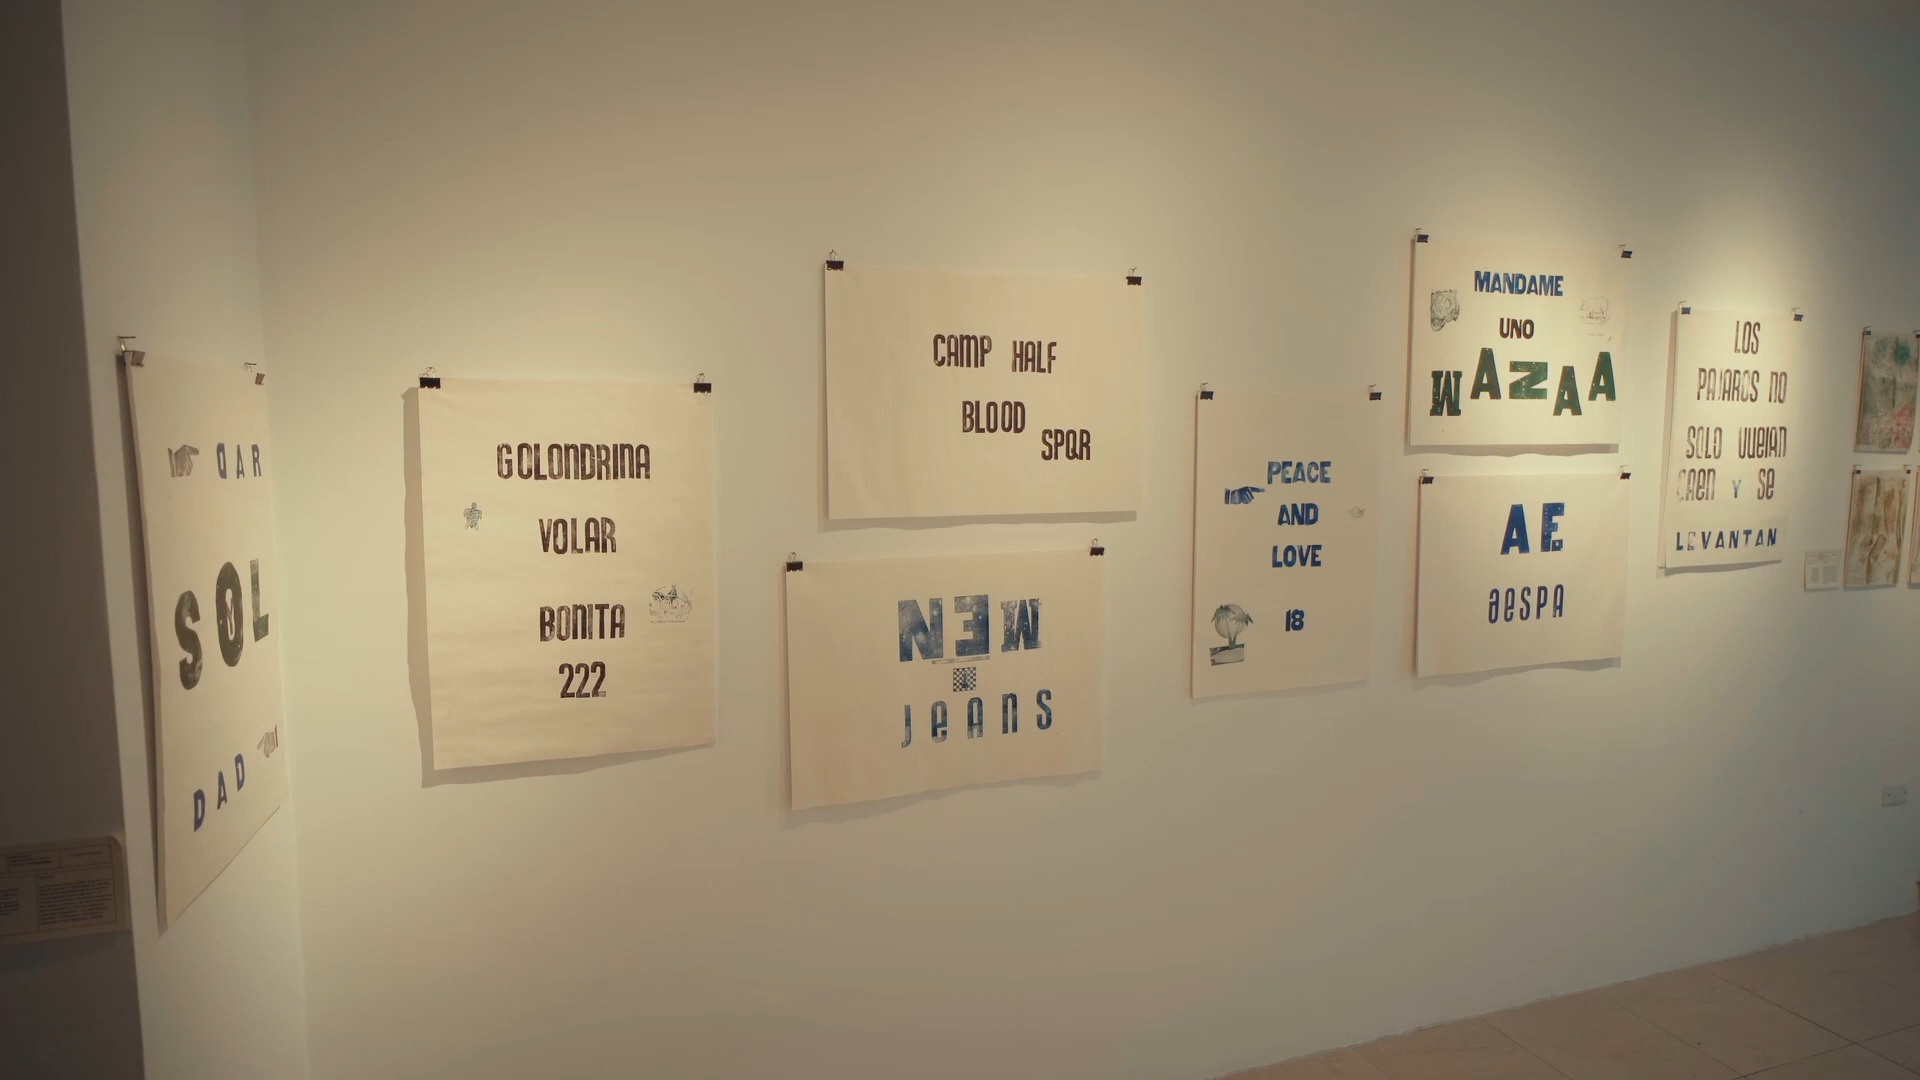 DAR
SOL
DAD
GOLONDRINA
VOLAR
BONITA
222
CAMP HALF
BLOOD
SPQR
NEW
JeAnS
PEACE
AND
LOVE
18
MANDAME
UNO
WAZAA
AE
aeSPA
LOS
PAJAROS NO
SOLO VUELAN
CAEN Y SE
LEVANTAN